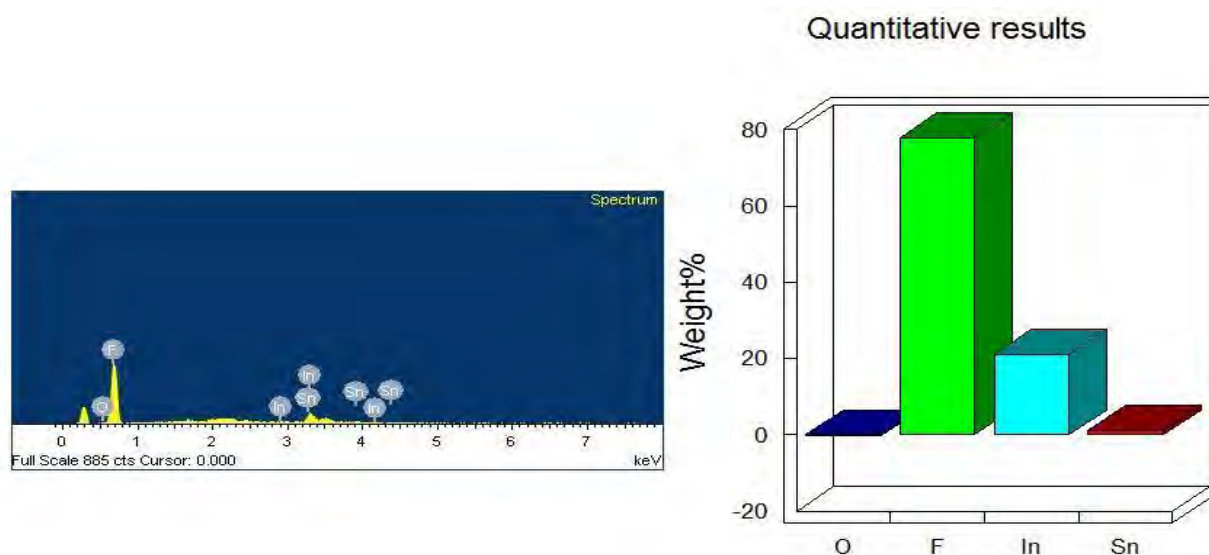 Quantitative results
Spectrum
F
O
In
In
Sn
Sn
In
Sn
0 1 2 3 4 5 6 7
Full Scale 885 cts Cursor: 0.000 keV
Weight%
80
60
40
20
0
-20
O F In Sn